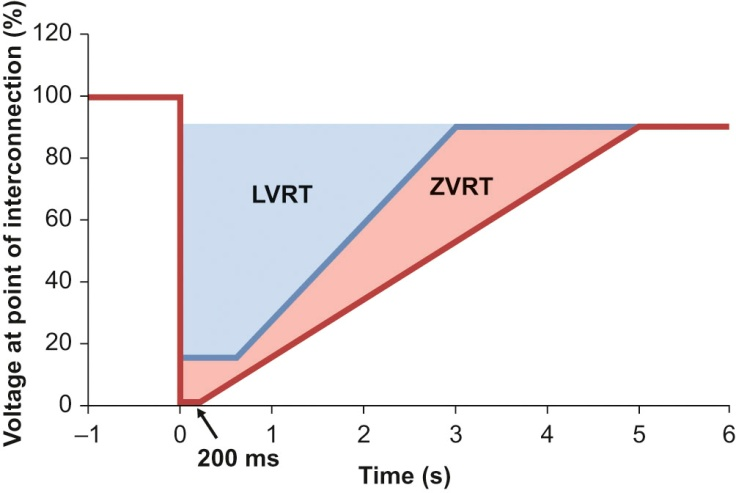 Voltage at point of interconnection (%)
120
100
80
60
40
20
0
LVRT
ZVRT
–1 0 1 2 3 4 5 6
200 ms
Time (s)